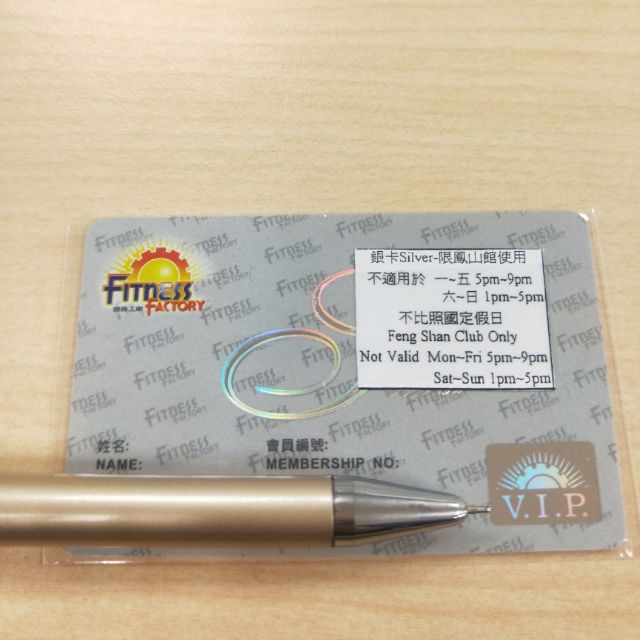 FITNESS
FACTORY
健身工廠
銀卡Silver-限鳳山館使用
不適用於 一~五 5pm~9pm
六~日 1pm~5pm
不比照國定假日
Feng Shan Club Only
Not Valid Mon~Fri 5pm~9pm
Sat~Sun 1pm~5pm
姓名:
NAME:
會員編號:
MEMBERSHIP NO:
V.I.P.